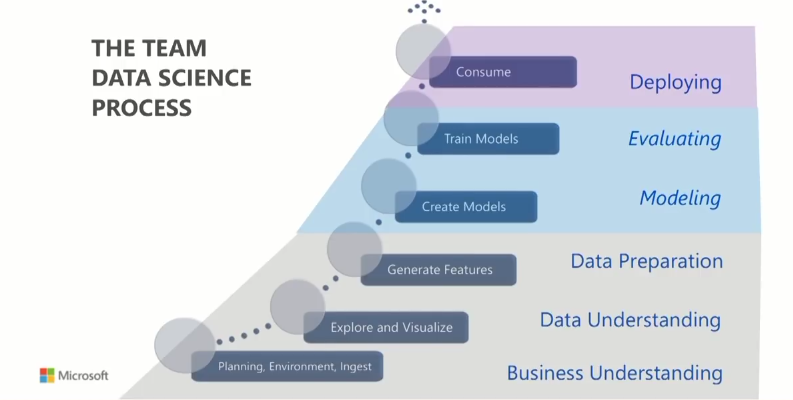 THE TEAM
DATA SCIENCE
PROCESS
Consume
Deploying
Train Models
Evaluating
Create Models
Modeling
Generate Features
Data Preparation
Explore and Visualize
Data Understanding
Planning, Environment, Ingest
Business Understanding
Microsoft